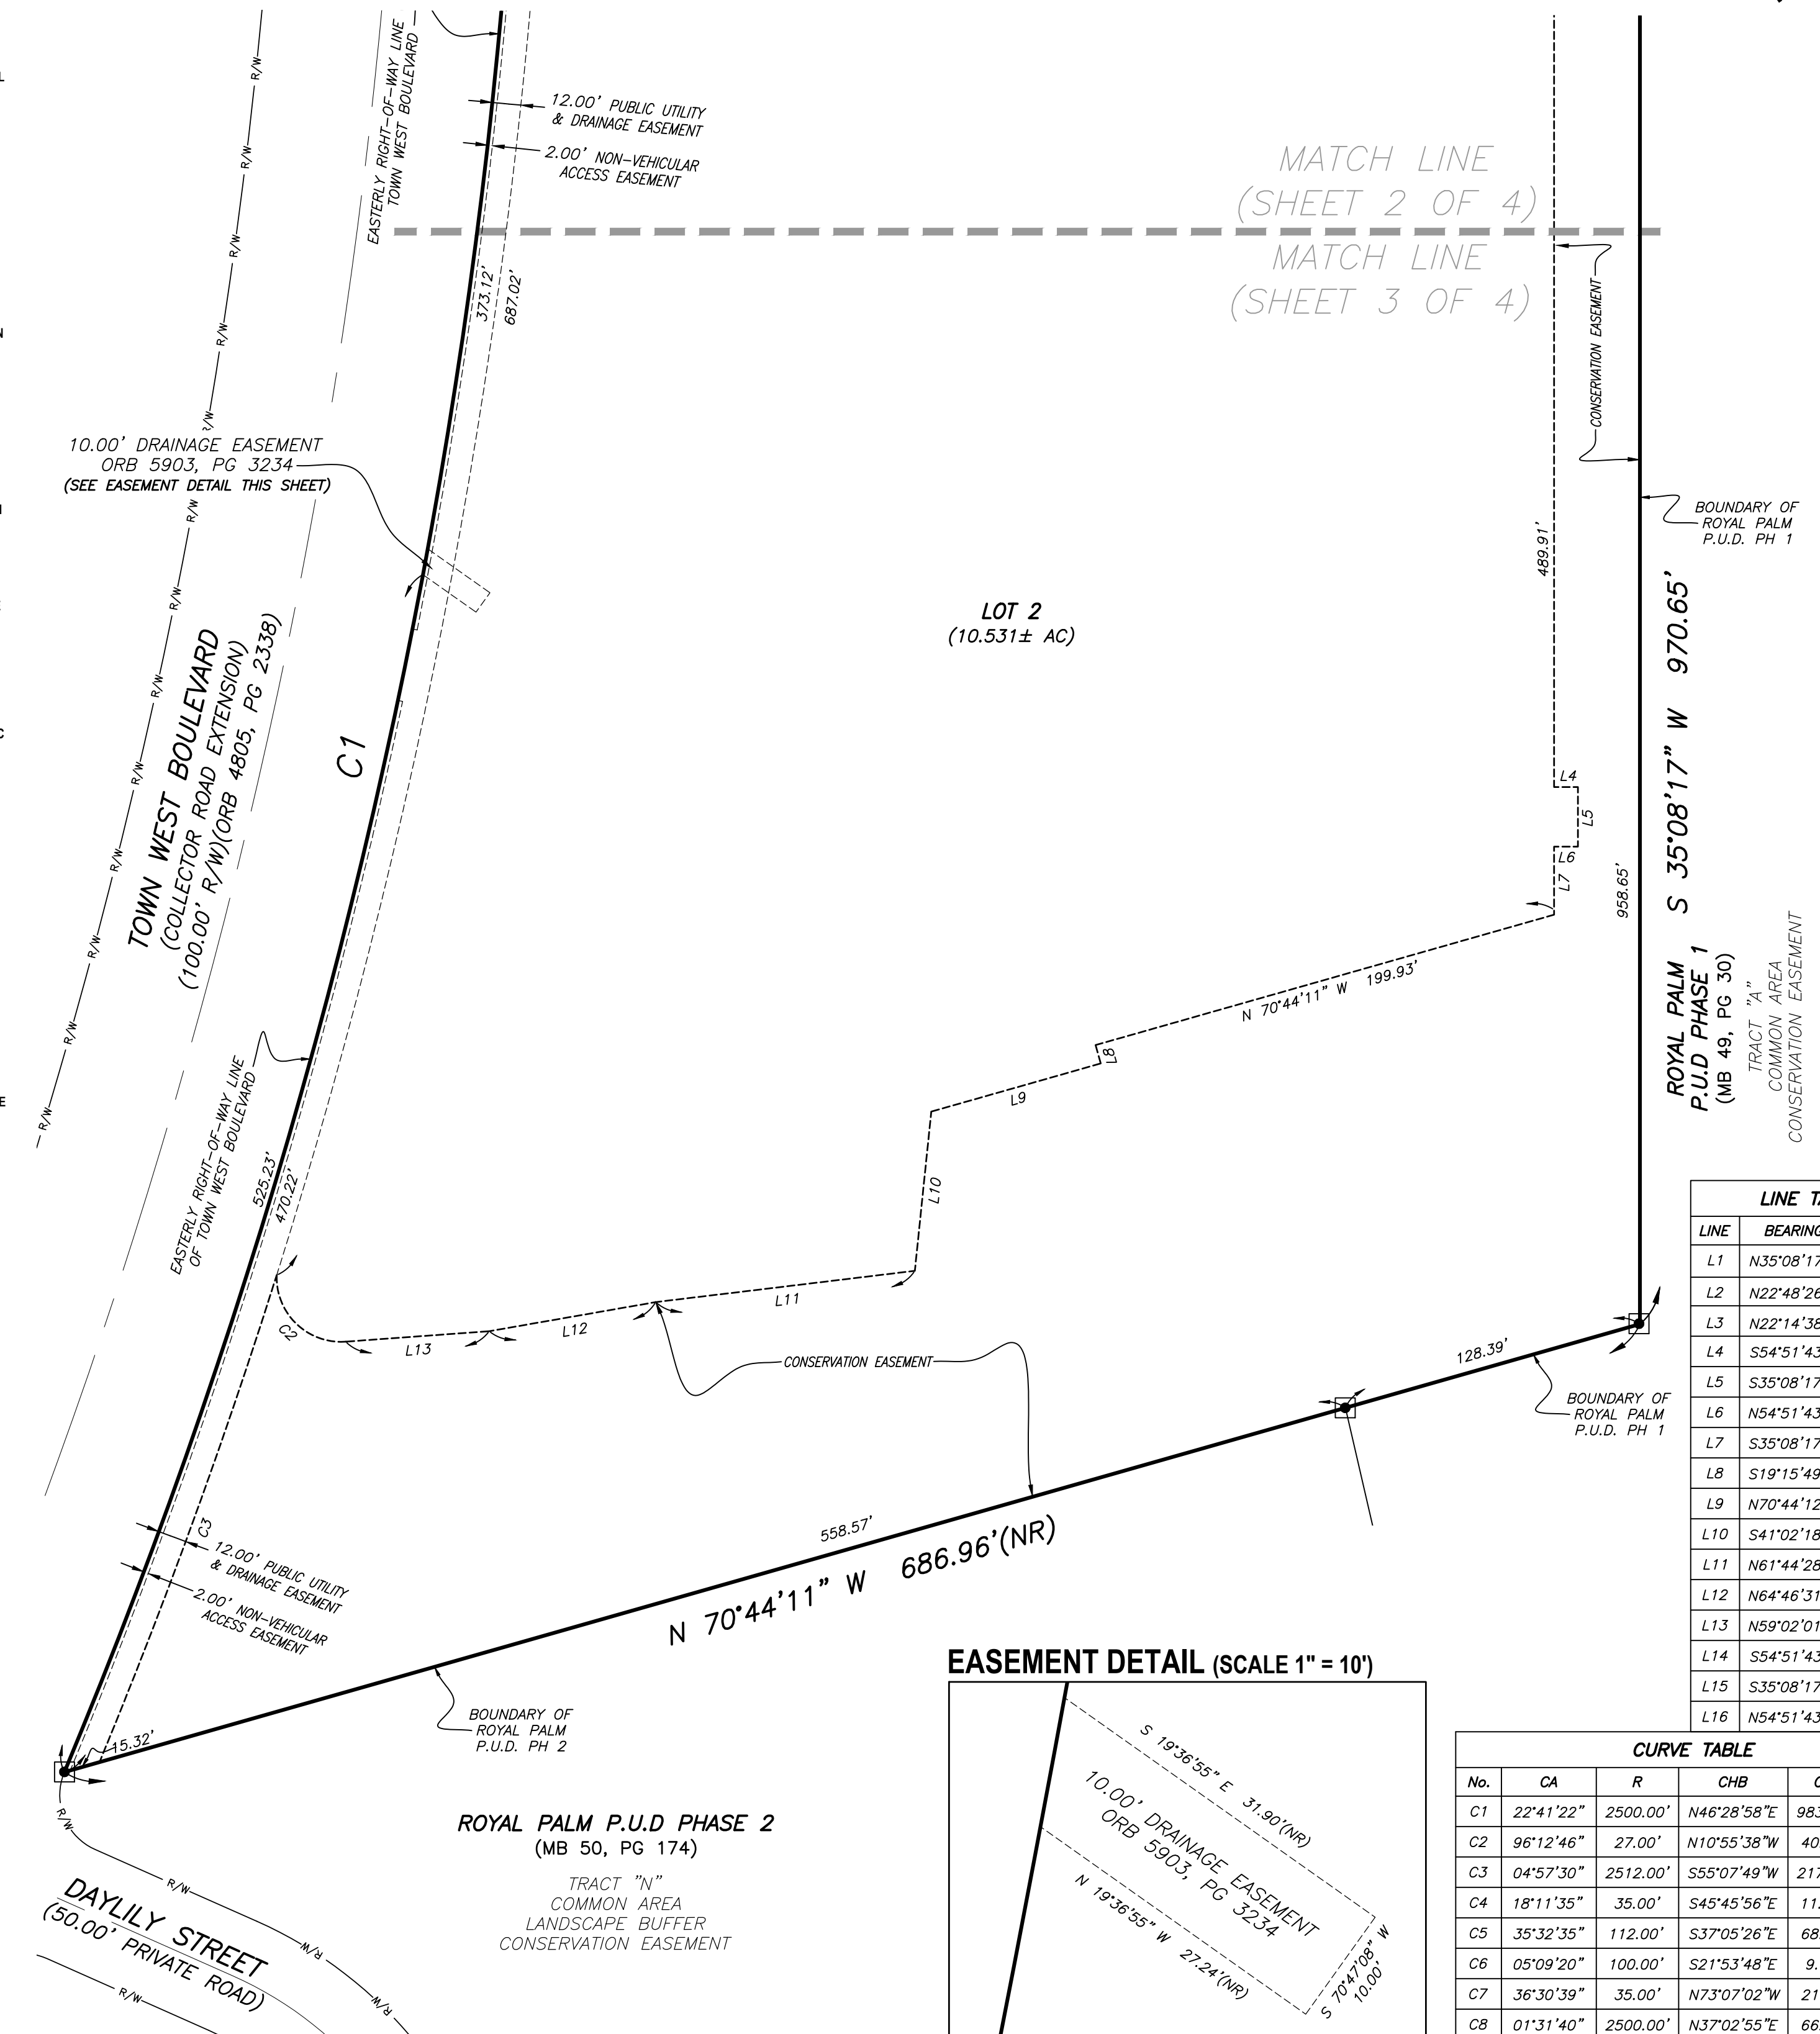 EASTERLY RIGHT-OF-WAY LINE
TOWN WEST BOULEVARD
12.00' PUBLIC UTILITY
& DRAINAGE EASEMENT
2.00' NON-VEHICULAR
ACCESS EASEMENT
MATCH LINE
(SHEET 2 OF 4)
MATCH LINE
(SHEET 3 OF 4)
R/W
R/W
R/W
R/W
R/W
R/W
R/W
R/W
R/W
R/W
R/W
R/W
R/W
373.12'
687.02'
CONSERVATION EASEMENT
10.00' DRAINAGE EASEMENT
ORB 5903, PG 3234
(SEE EASEMENT DETAIL THIS SHEET)
BOUNDARY OF
ROYAL PALM
P.U.D. PH 1
489.91'
LOT 2
(10.531± AC)
S 35°08'17" W 970.65'
TOWN WEST BOULEVARD
(COLLECTOR ROAD EXTENSION)
(100.00' R/W)(ORB 4805, PG 2338)
C1
L4
L5
L6
L7
958.65'
ROYAL PALM
P.U.D PHASE 1
(MB 49, PG 30)
TRACT "A"
COMMON AREA
CONSERVATION EASEMENT
N 70°44'11" W 199.93'
L8
L9
L10
EASTERLY RIGHT-OF-WAY LINE
OF TOWN WEST BOULEVARD
525.23'
470.22'
C2
L13
L12
L11
CONSERVATION EASEMENT
128.39'
BOUNDARY OF
ROYAL PALM
P.U.D. PH 1
C3
12.00' PUBLIC UTILITY
& DRAINAGE EASEMENT
2.00' NON-VEHICULAR
ACCESS EASEMENT
558.57'
N 70°44'11" W 686.96'(NR)
BOUNDARY OF
ROYAL PALM
P.U.D. PH 2
15.32'
R/W
R/W
R/W
R/W
R/W
DAYLILY STREET
(50.00' PRIVATE ROAD)
ROYAL PALM P.U.D PHASE 2
(MB 50, PG 174)
TRACT "N"
COMMON AREA
LANDSCAPE BUFFER
CONSERVATION EASEMENT
EASEMENT DETAIL (SCALE 1" = 10')
S 19°36'55" E 31.90'(NR)
10.00' DRAINAGE EASEMENT
ORB 5903, PG 3234
N 19°36'55" W 27.24'(NR)
S 70°47'08" W
10.00'
LINE
LINE BEARING
L1 N35°08'17
L2 N22°48'26
L3 N22°14'38
L4 S54°51'43
L5 S35°08'17
L6 N54°51'43
L7 S35°08'17
L8 S19°15'49
L9 N70°44'12
L10 S41°02'18
L11 N61°44'28
L12 N64°46'31
L13 N59°02'01
L14 S54°51'43
L15 S35°08'17
L16 N54°51'43
CURVE TABLE
No. CA R CHB
C1 22°41'22" 2500.00' N46°28'58"E 983
C2 96°12'46" 27.00' N10°55'38"W 40
C3 04°57'30" 2512.00' S55°07'49"W 217
C4 18°11'35" 35.00' S45°45'56"E 11.
C5 35°32'35" 112.00' S37°05'26"E 68
C6 05°09'20" 100.00' S21°53'48"E 9.
C7 36°30'39" 35.00' N73°07'02"W 21
C8 01°31'40" 2500.00' N37°02'55"E 66